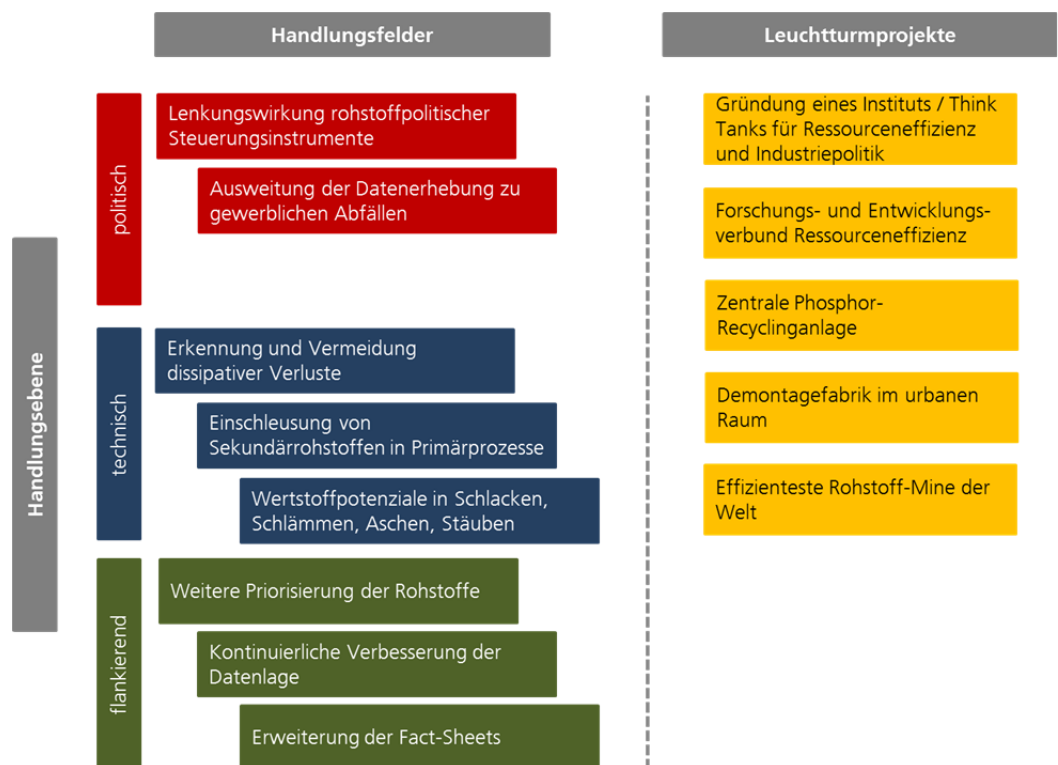 Handlungsfelder
Leuchtturmprojekte
Handlungsebene
politisch
Lenkungswirkung rohstoffpolitischer
Steuerungsinstrumente
Ausweitung der Datenerhebung zu
gewerblichen Abfällen
technisch
Erkennung und Vermeidung
dissipativer Verluste
Einschleusung von
Sekundärrohstoffen in Primärprozesse
Wertstoffpotenziale in Schlacken,
Schlämmen, Aschen, Stäuben
flankierend
Weitere Priorisierung der Rohstoffe
Kontinuierliche Verbesserung der
Datenlage
Erweiterung der Fact-Sheets
Gründung eines Instituts / Think
Tanks für Ressourceneffizienz
und Industriepolitik
Forschungs- und Entwicklungs-
verbund Ressourceneffizienz
Zentrale Phosphor-
Recyclinganlage
Demontagefabrik im urbanen
Raum
Effizienteste Rohstoff-Mine der
Welt